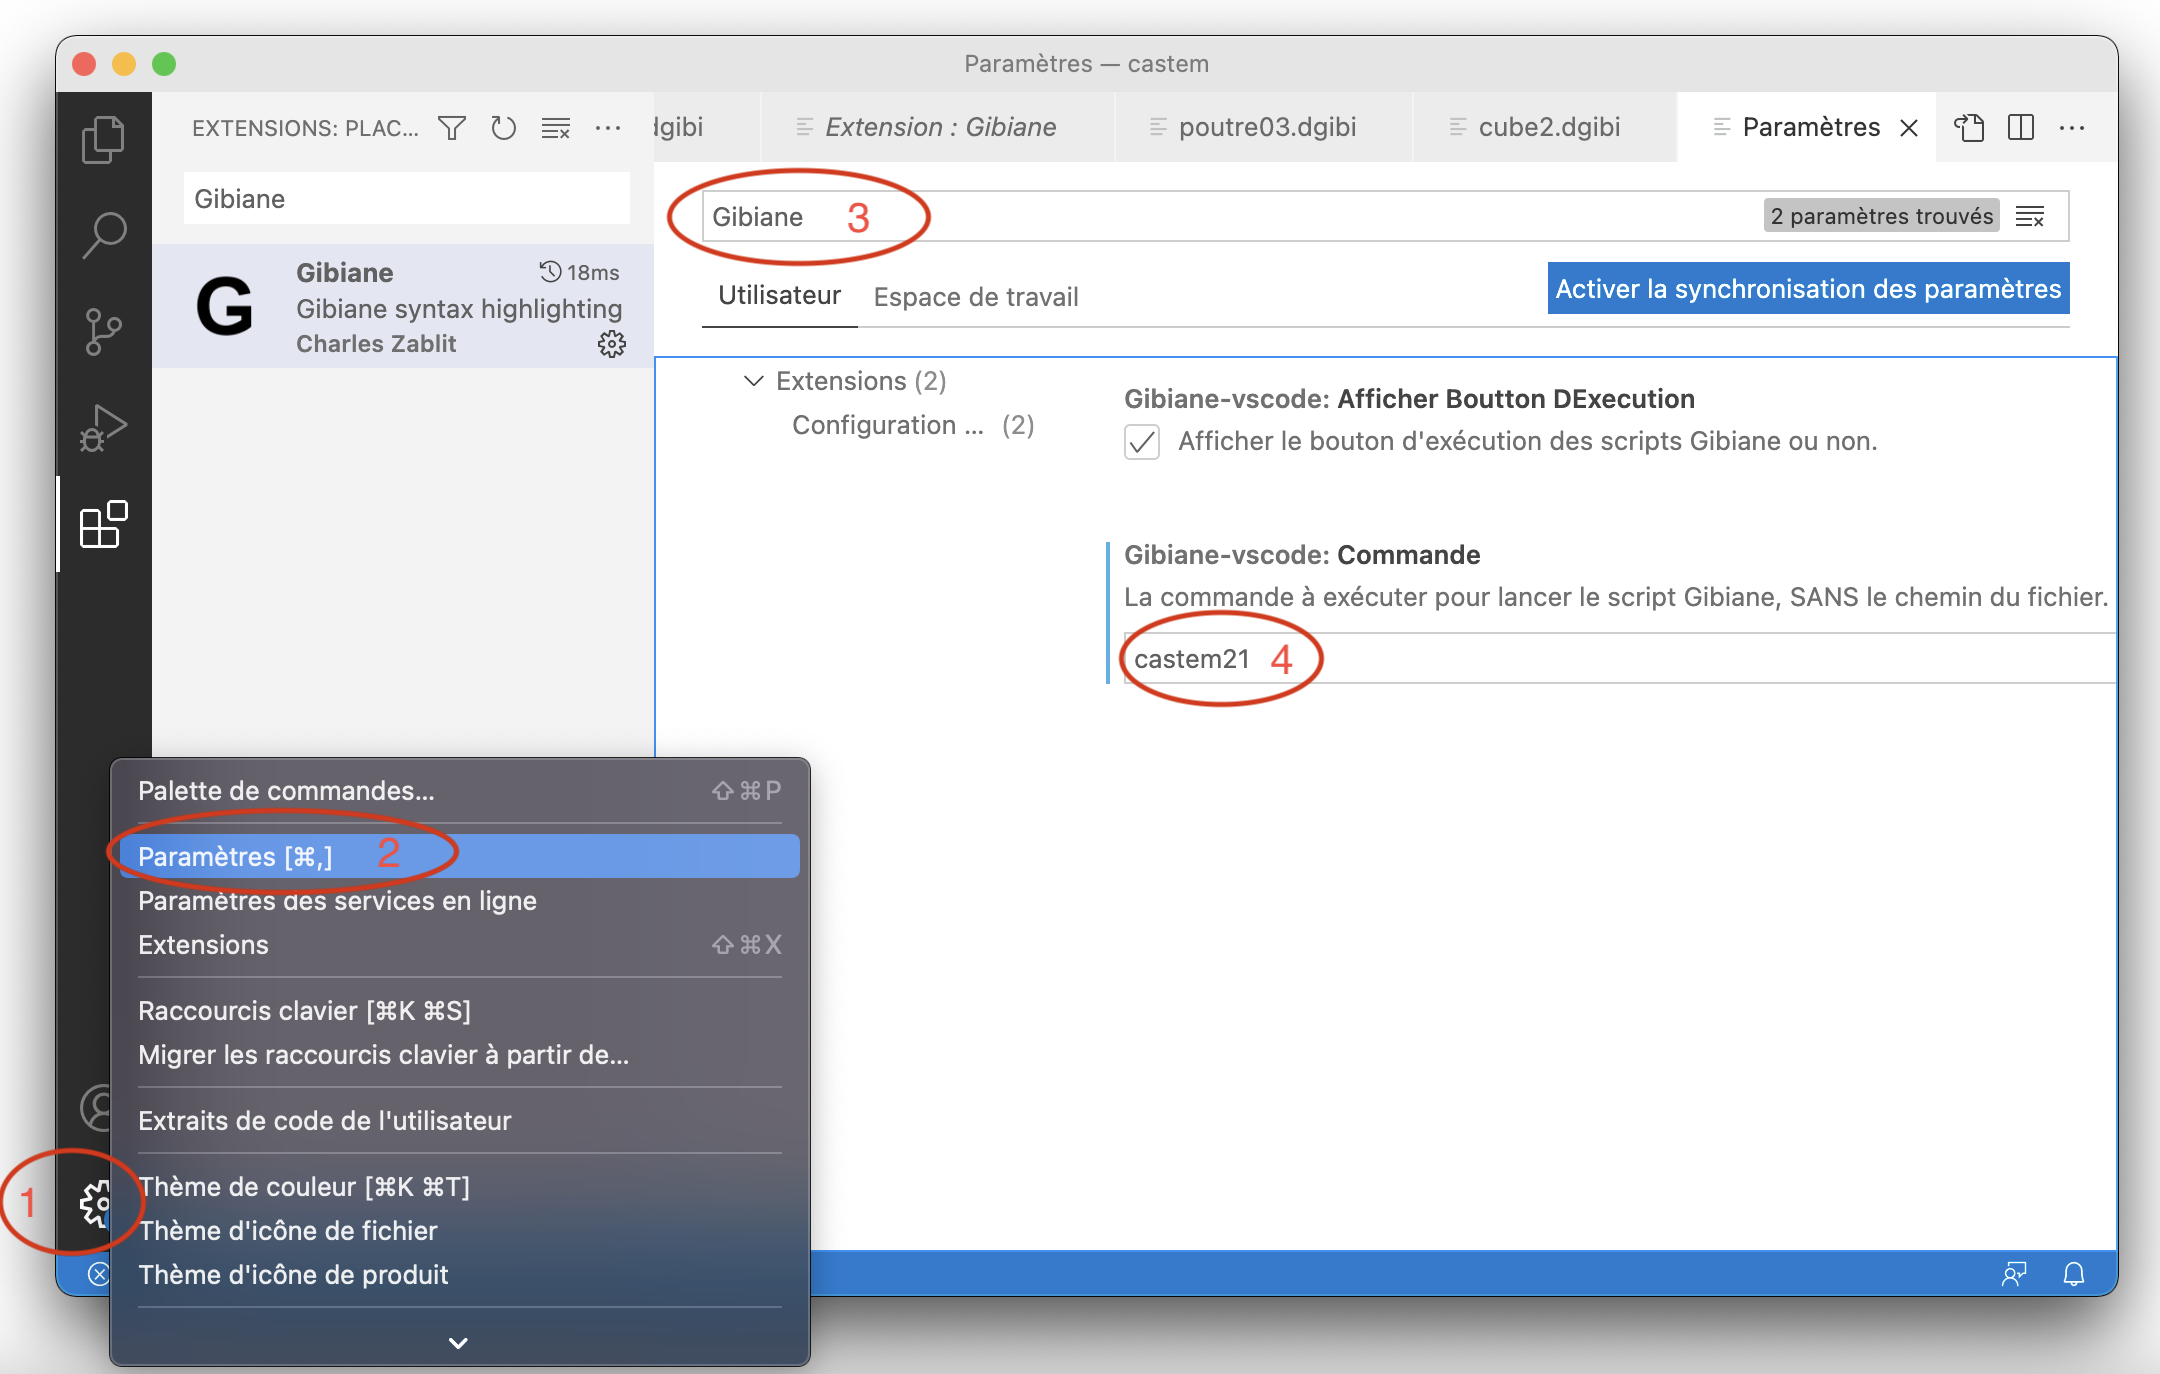 Paramètres — castem
EXTENSIONS: PLAC...
dgibi
Extension : Gibiane
poutre03.dgibi
cube2.dgibi
Paramètres
Gibiane
Gibiane
18ms
Gibiane syntax highlighting
Charles Zablit
Gibiane 3
2 paramètres trouvés
Utilisateur
Espace de travail
Activer la synchronisation des paramètres
Extensions (2)
Configuration ... (2)
Gibiane-vscode: Afficher Boutton DExecution
Afficher le bouton d'exécution des scripts Gibiane ou non.
Gibiane-vscode: Commande
La commande à exécuter pour lancer le script Gibiane, SANS le chemin du fichier.
castem21 4
Palette de commandes... ⇧⌘P
Paramètres [⌘,] 2
Paramètres des services en ligne
Extensions ⇧⌘X
Raccourcis clavier [⌘K ⌘S]
Migrer les raccourcis clavier à partir de...
Extraits de code de l'utilisateur
1
Thème de couleur [⌘K ⌘T]
Thème d'icône de fichier
Thème d'icône de produit